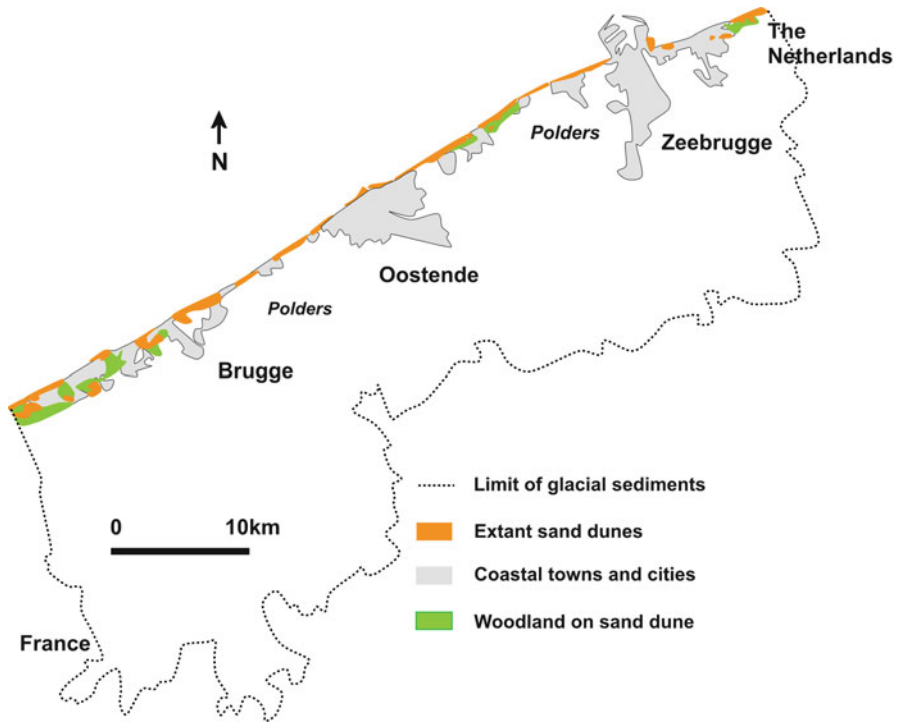 The
Netherlands
Polders
Zeebrugge
N
Oostende
Polders
Brugge
Limit of glacial sediments
0 10km
Extant sand dunes
Coastal towns and cities
Woodland on sand dune
France